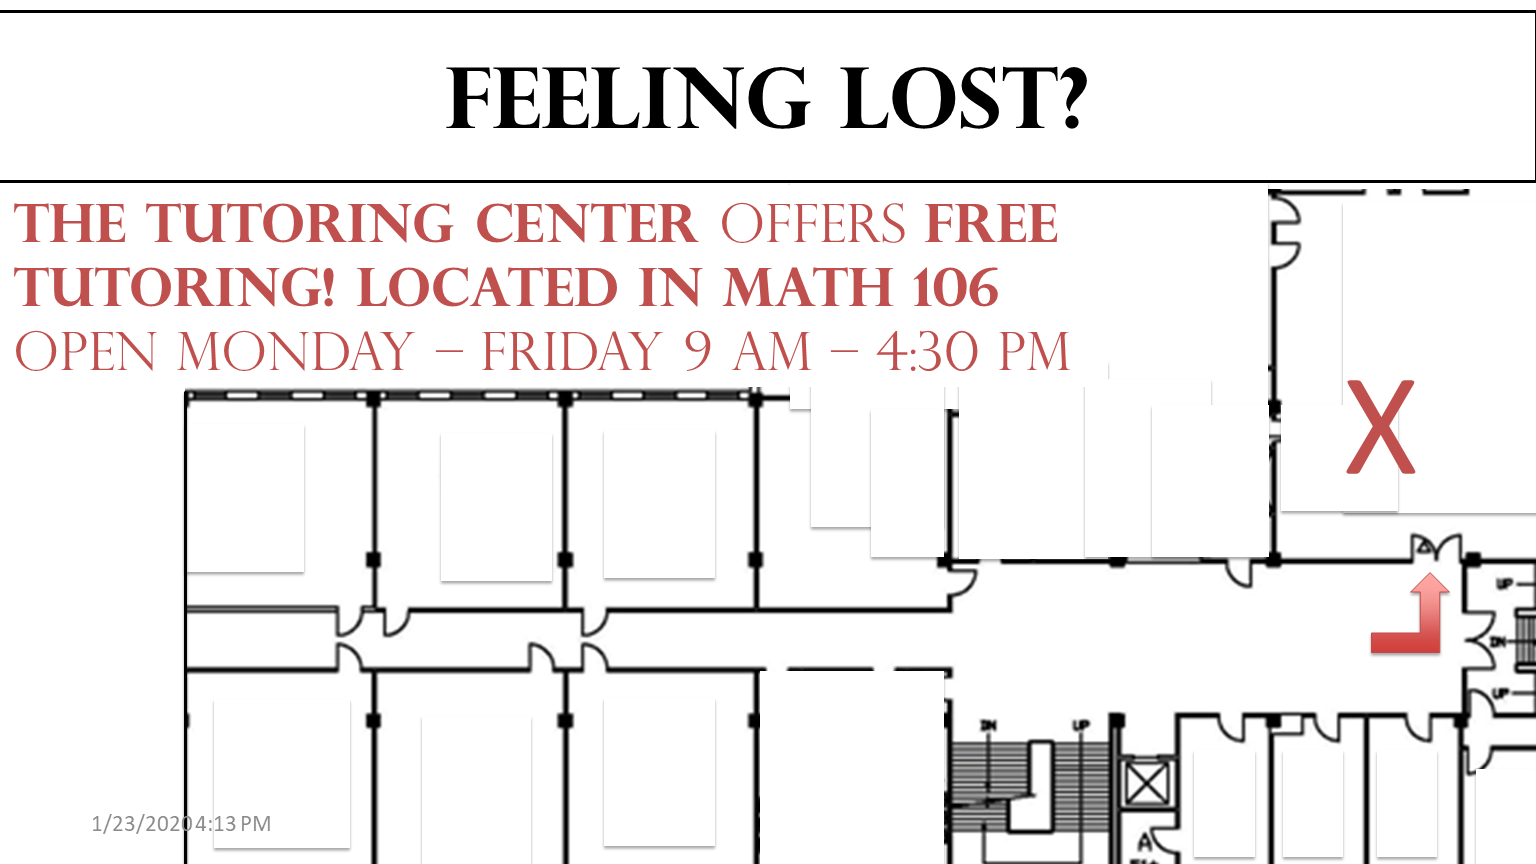 FEELING LOST?
THE TUTORING CENTER OFFERS FREE
TUTORING! LOCATED IN MATH 106
OPEN MONDAY – FRIDAY 9 AM – 4:30 PM
X
UP
DN
UP
DN UP
A
1/23/2020 4:13 PM